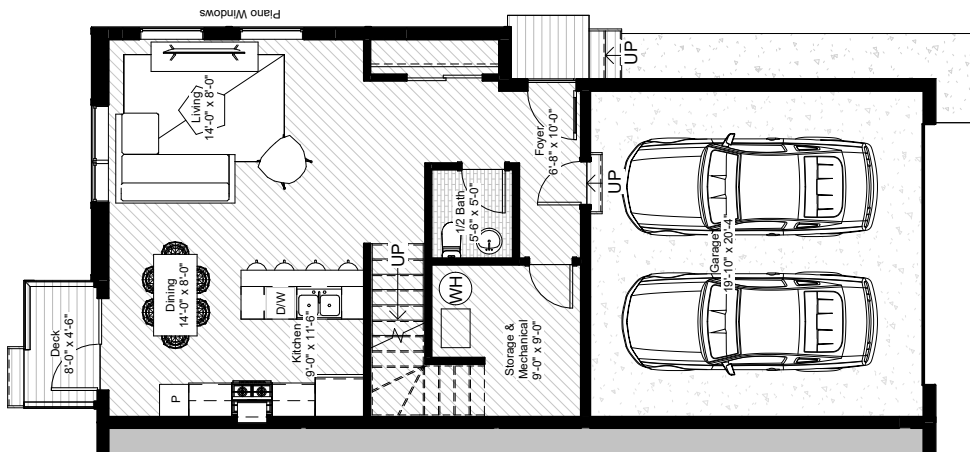 Piano Windows
Living
14'-0" x 8'-0"
UP
Foyer
6'-8" x 10'-0"
UP
1/2 Bath
5'-6" x 5'-0"
Garage
19'-10" x 20'-4"
Deck
8'-0" x 4'-6"
Dining
14'-0" x 8'-0"
D/W
UP
WH
Kitchen
9'-0" x 11'-6"
Storage &
Mechanical
9'-0" x 9'-0"
P